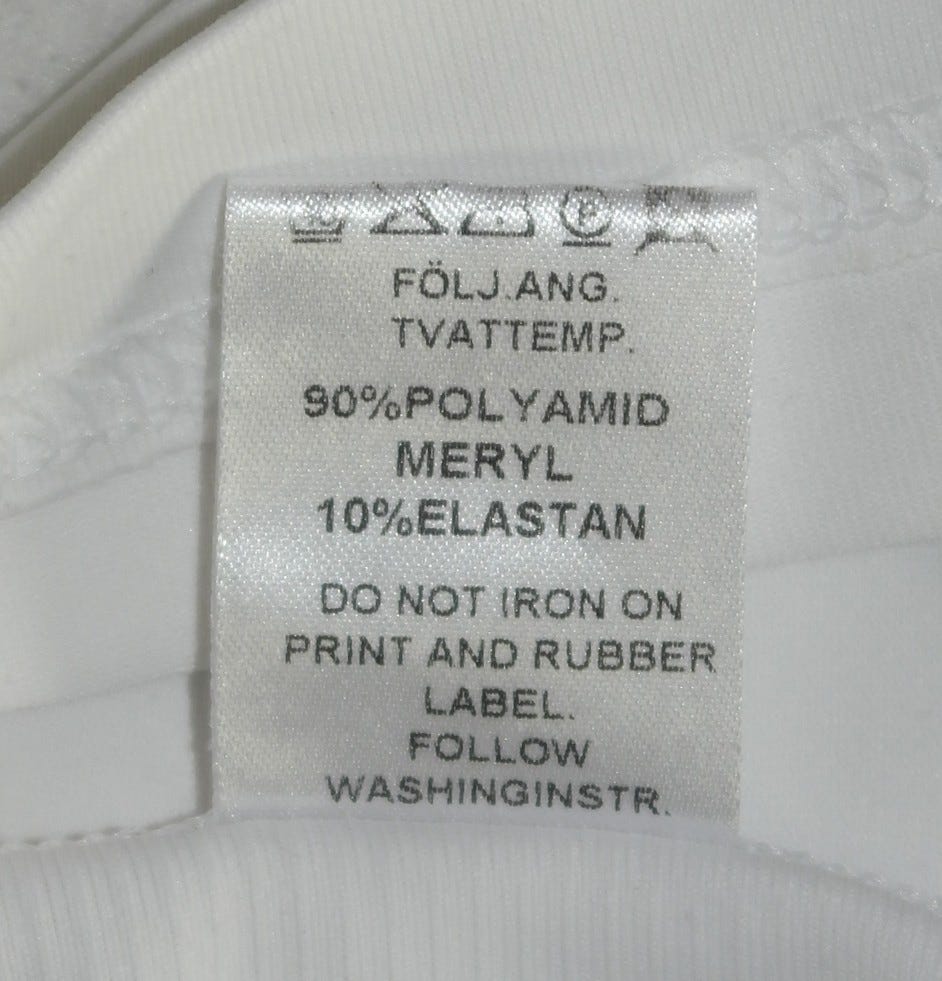 FÖLJ.ANG.
TVATTEMP.
90%POLYAMID
MERYL
10%ELASTAN
DO NOT IRON ON
PRINT AND RUBBER
LABEL.
FOLLOW
WASHINGINSTR.